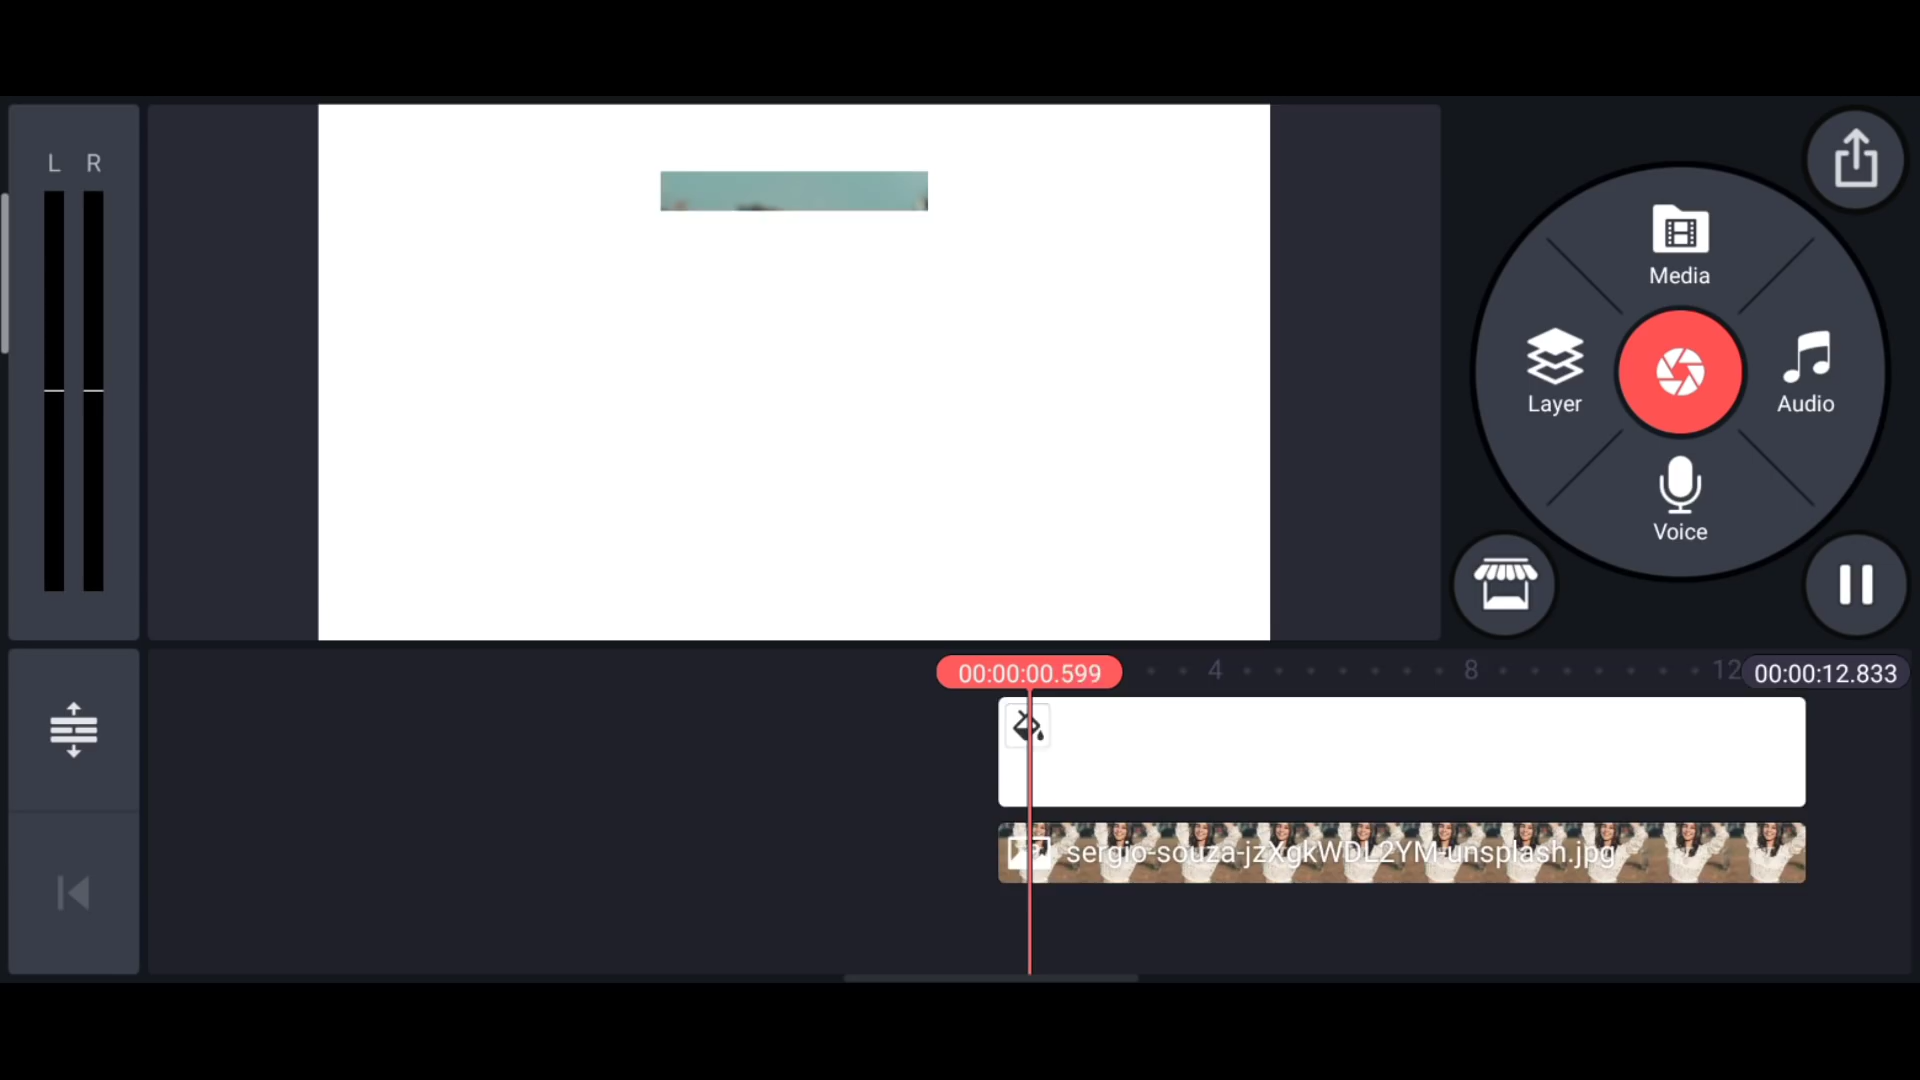 L R
Media
Layer
Audio
Voice
00:00:00.599
4
8
12
00:00:12.833
sergio-souza-jzXgkWDL2YM-unsplash.jpg